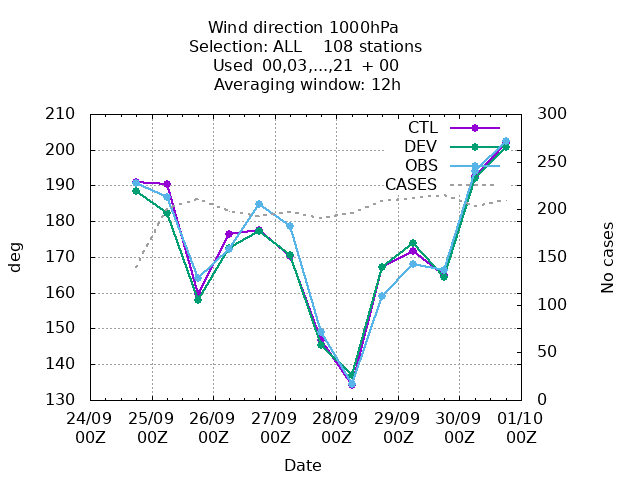 Wind direction 1000hPa
Selection: ALL    108 stations
Used  00,03,...,21  + 00
Averaging window: 12h
210
200
190
180
170
160
150
140
130
deg
300
250
200
150
100
50
0
No cases
CTL
DEV
OBS
CASES
24/09 25/09 26/09 27/09 28/09 29/09 30/09 01/10
00Z 00Z 00Z 00Z 00Z 00Z 00Z 00Z
Date